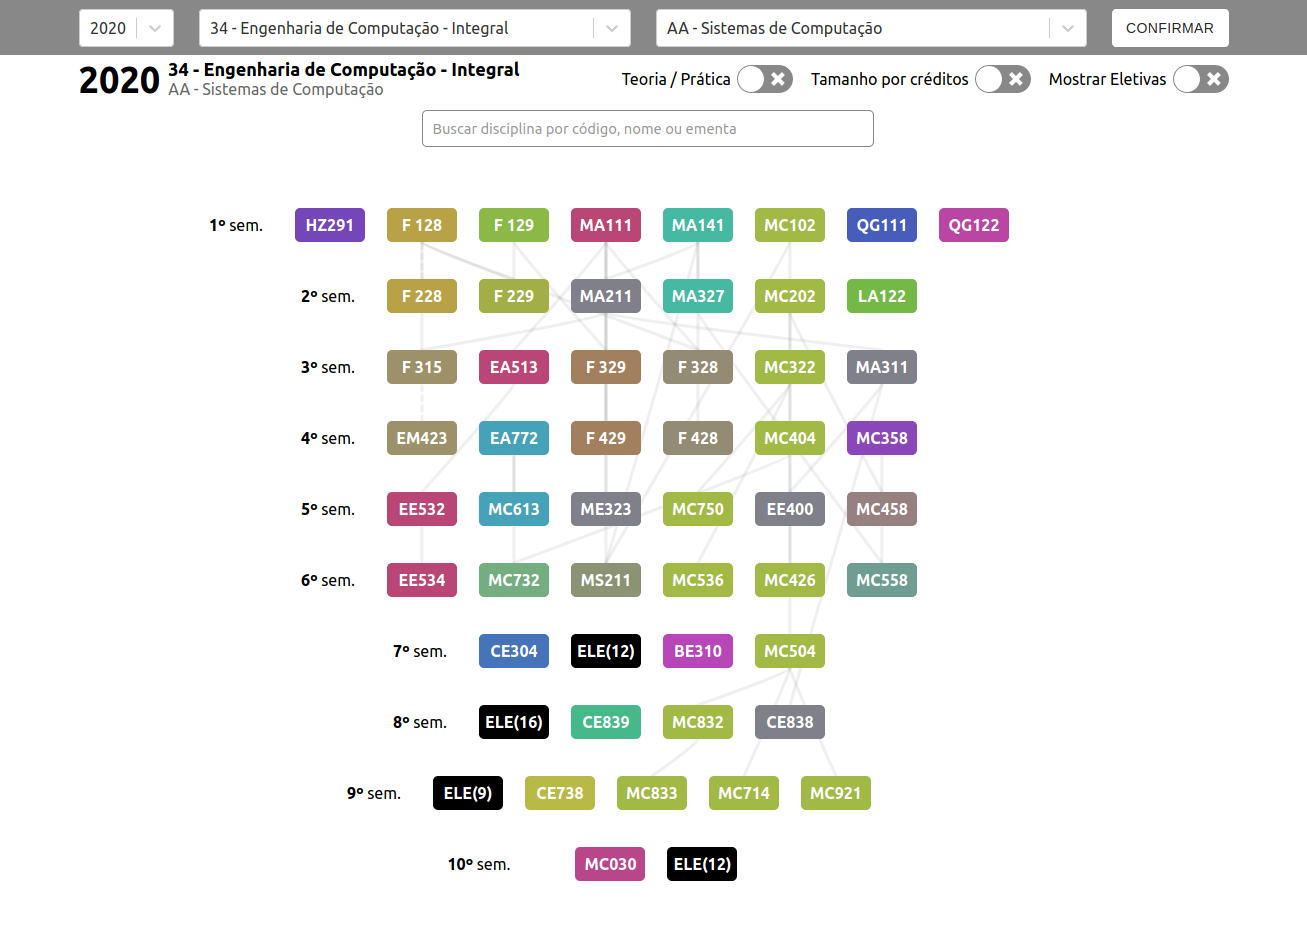 2020 34 - Engenharia de Computação - Integral AA - Sistemas de Computação CONFIRMAR
2020 34 - Engenharia de Computação - Integral
AA - Sistemas de Computação
Teoria / Prática Tamanho por créditos Mostrar Eletivas
Buscar disciplina por código, nome ou ementa
1º sem. HZ291 F 128 F 129 MA111 MA141 MC102 QG111 QG122
2º sem. F 228 F 229 MA211 MA327 MC202 LA122
3º sem. F 315 EA513 F 329 F 328 MC322 MA311
4º sem. EM423 EA772 F 429 F 428 MC404 MC358
5º sem. EE532 MC613 ME323 MC750 EE400 MC458
6º sem. EE534 MC732 MS211 MC536 MC426 MC558
7º sem. CE304 ELE(12) BE310 MC504
8º sem. ELE(16) CE839 MC832 CE838
9º sem. ELE(9) CE738 MC833 MC714 MC921
10º sem. MC030 ELE(12)